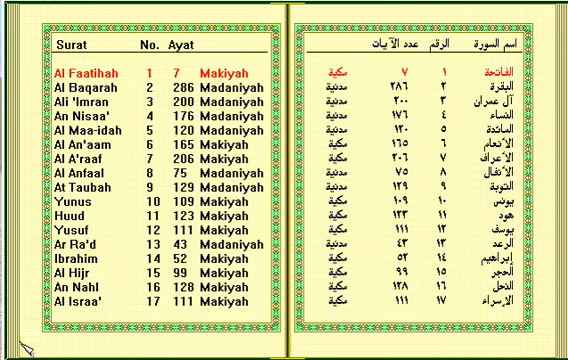 Surat No. Ayat
Al Faatihah 1 7 Makiyah
Al Baqarah 2 286 Madaniyah
Ali 'Imran 3 200 Madaniyah
An Nisaa' 4 176 Madaniyah
Al Maa-idah 5 120 Madaniyah
Al An'aam 6 165 Makiyah
Al A'raaf 7 206 Makiyah
Al Anfaal 8 75 Madaniyah
At Taubah 9 129 Madaniyah
Yunus 10 109 Makiyah
Huud 11 123 Makiyah
Yusuf 12 111 Makiyah
Ar Ra'd 13 43 Madaniyah
Ibrahim 14 52 Makiyah
Al Hijr 15 99 Makiyah
An Nahl 16 128 Makiyah
Al Israa' 17 111 Makiyah
اسم السورة الرقم عدد الآيات
الفاتحة ١ ٧ مكية
البقرة ٢ ٢٨٦ مدنية
آل عمران ٣ ٢٠٠ مدنية
النساء ٤ ١٧٦ مدنية
المائدة ٥ ١٢٠ مدنية
الأنعام ٦ ١٦٥ مكية
الأعراف ٧ ٢٠٦ مكية
الأنفال ٨ ٧٥ مدنية
التوبة ٩ ١٢٩ مدنية
يونس ١٠ ١٠٩ مكية
هود ١١ ١٢٣ مكية
يوسف ١٢ ١١١ مكية
الرعد ١٣ ٤٣ مدنية
إبراهيم ١٤ ٥٢ مكية
الحجر ١٥ ٩٩ مكية
النحل ١٦ ١٢٨ مكية
الإسراء ١٧ ١١١ مكية